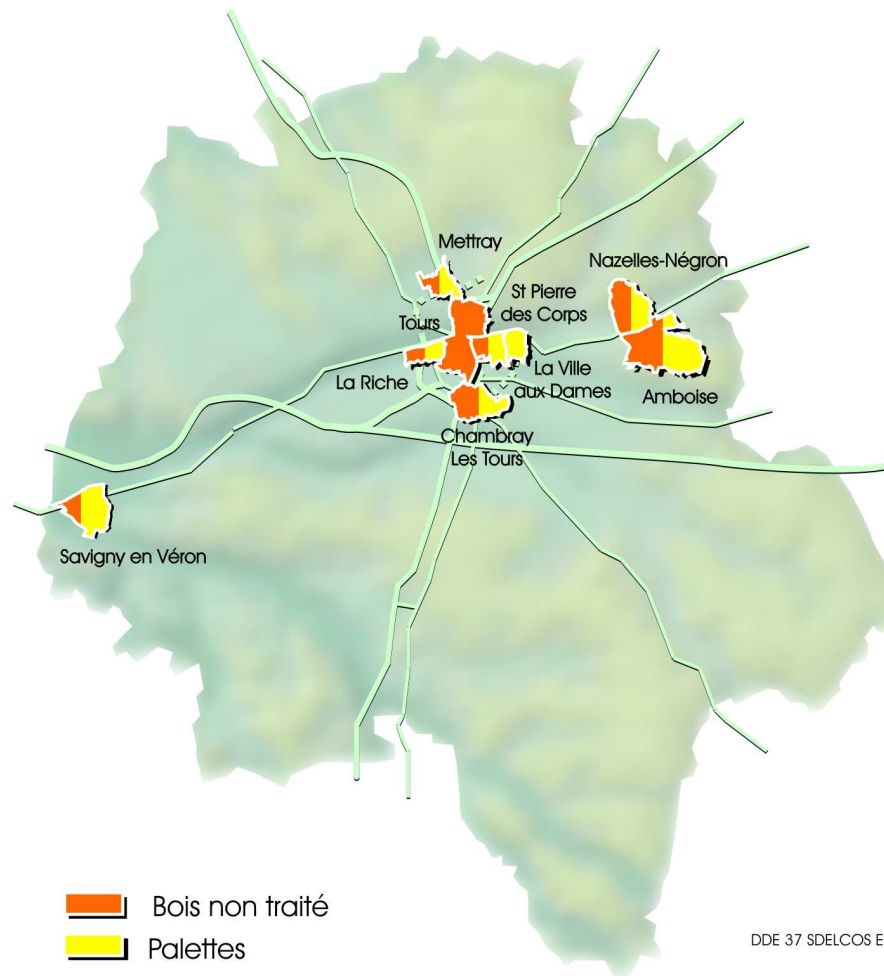 Mettray
Nazelles-Négron
St Pierre
des Corps
Tours
La Riche
La Ville
aux Dames
Amboise
Chambray
Les Tours
Savigny en Véron
Bois non traité
Palettes
DDE 37 SDELCOS E